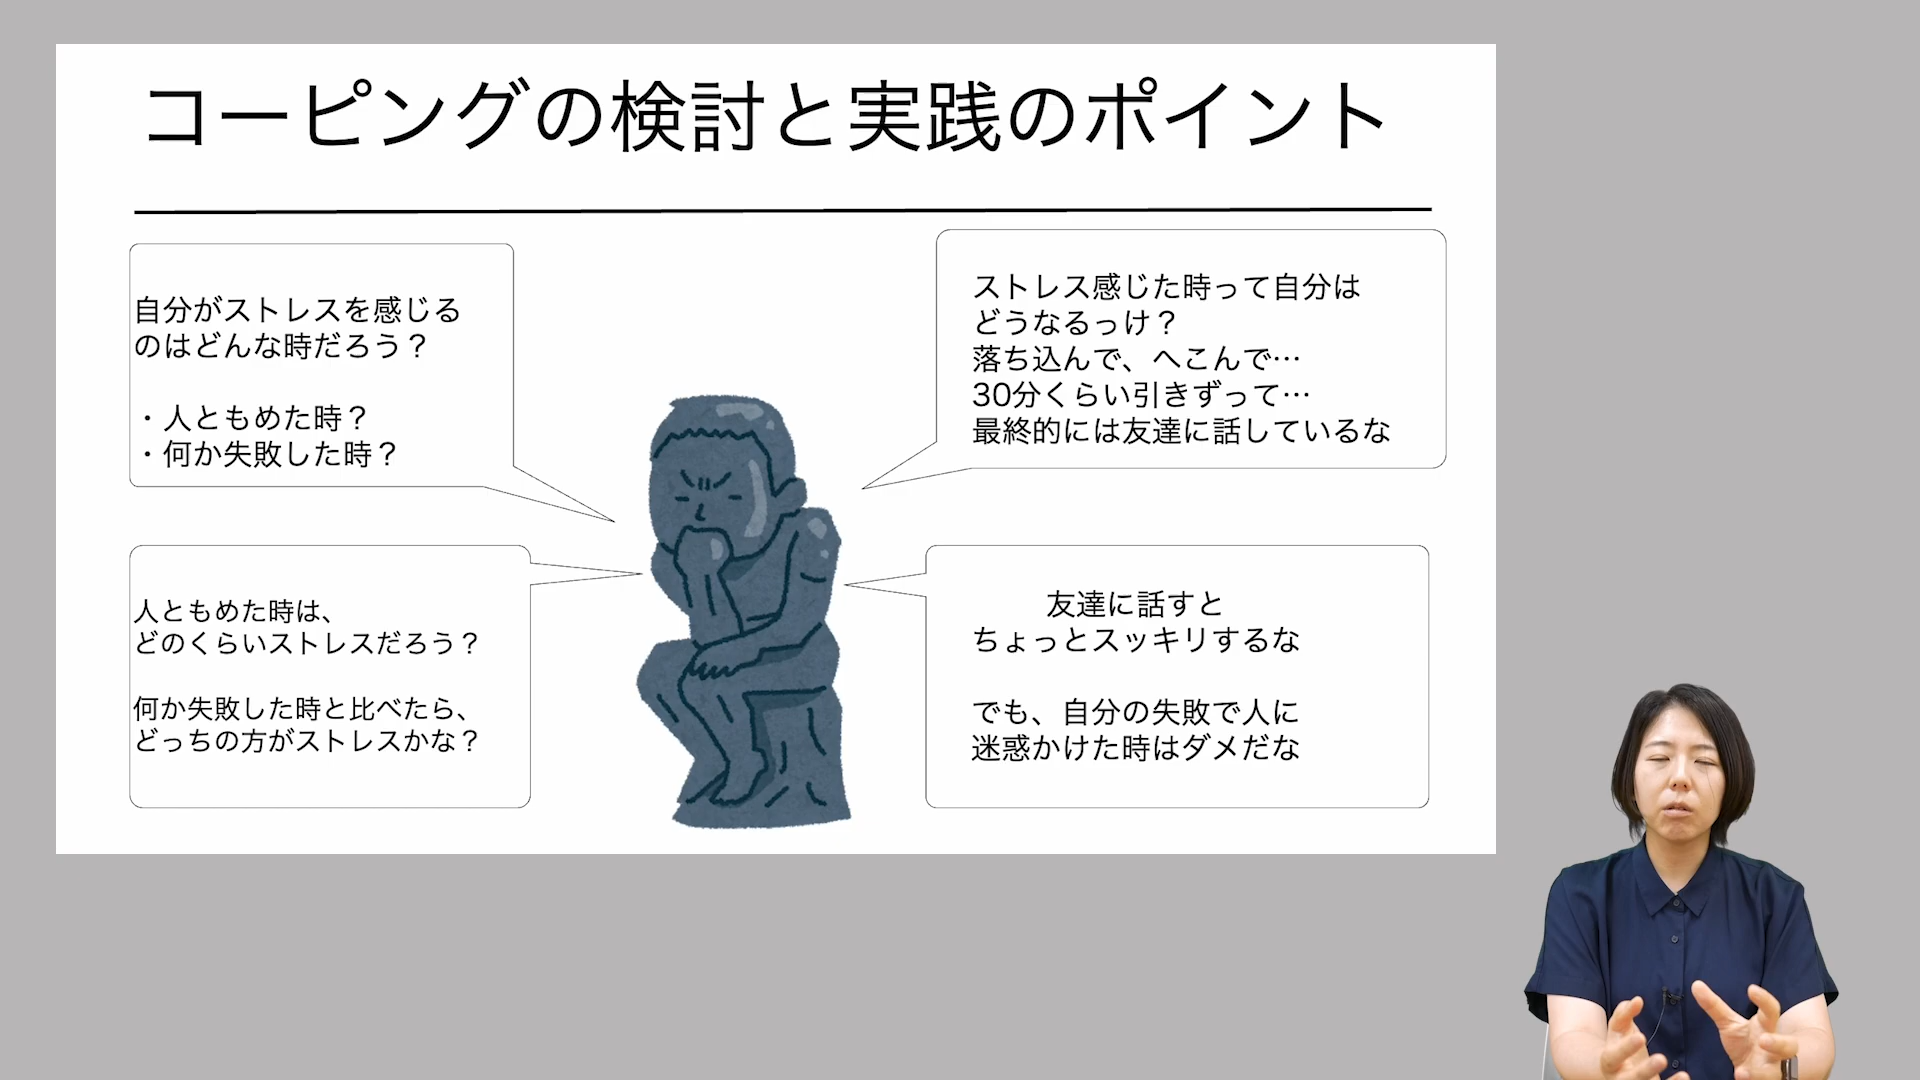 コーピングの検討と実践のポイント
自分がストレスを感じる
のはどんな時だろう？
・人ともめた時？
・何か失敗した時？
ストレス感じた時って自分は
どうなるっけ？
落ち込んで、へこんで…
30分くらい引きずって…
最終的には友達に話しているな
人ともめた時は、
どのくらいストレスだろう？
何か失敗した時と比べたら、
どっちの方がストレスかな？
友達に話すと
ちょっとスッキリするな
でも、自分の失敗で人に
迷惑かけた時はダメだな